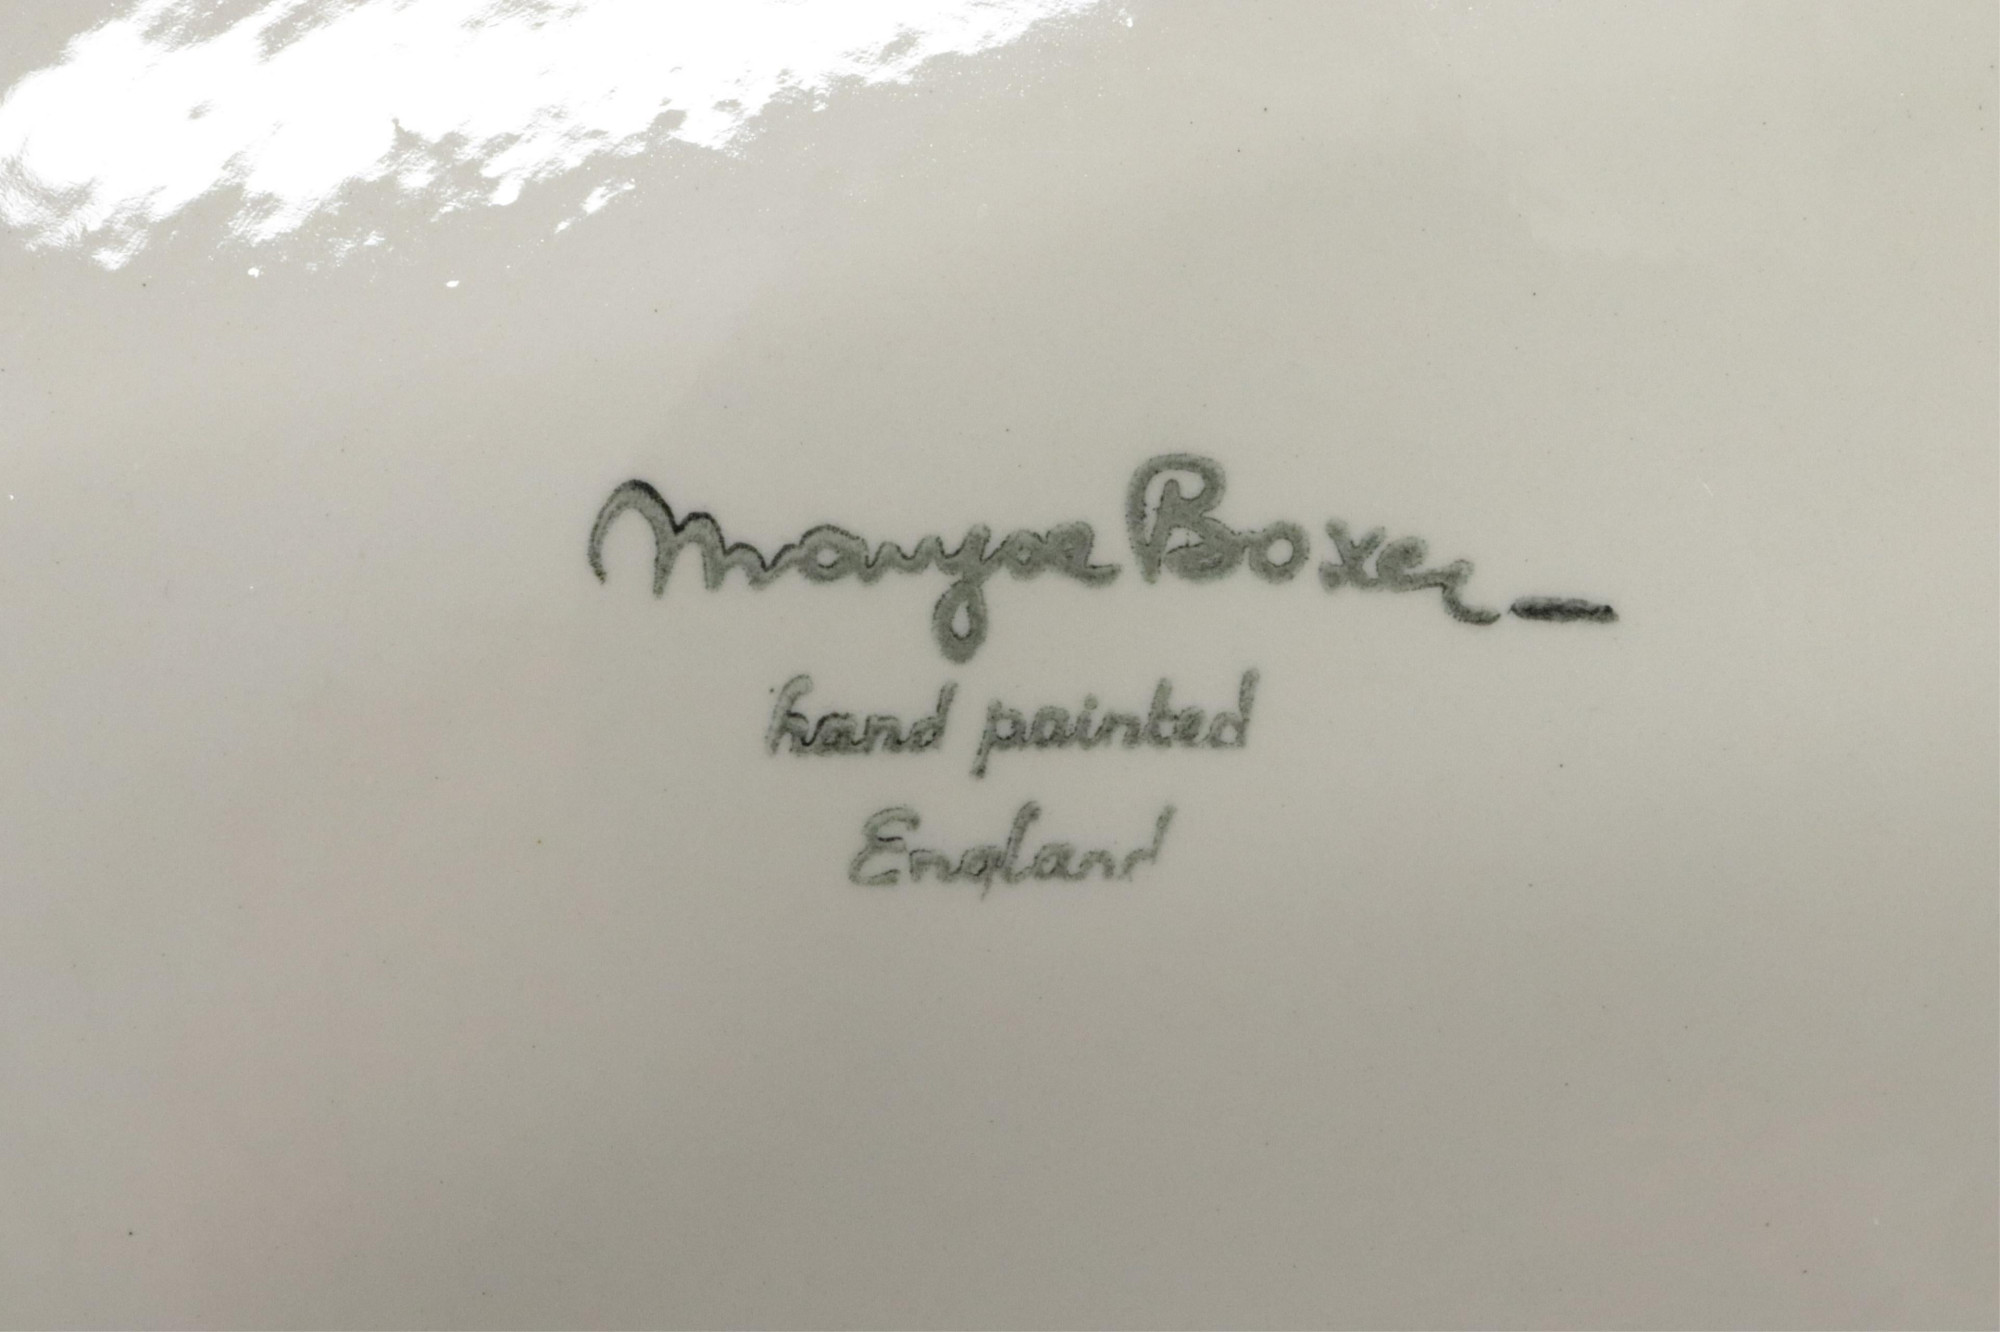 Maryse Boxer
hand painted
England